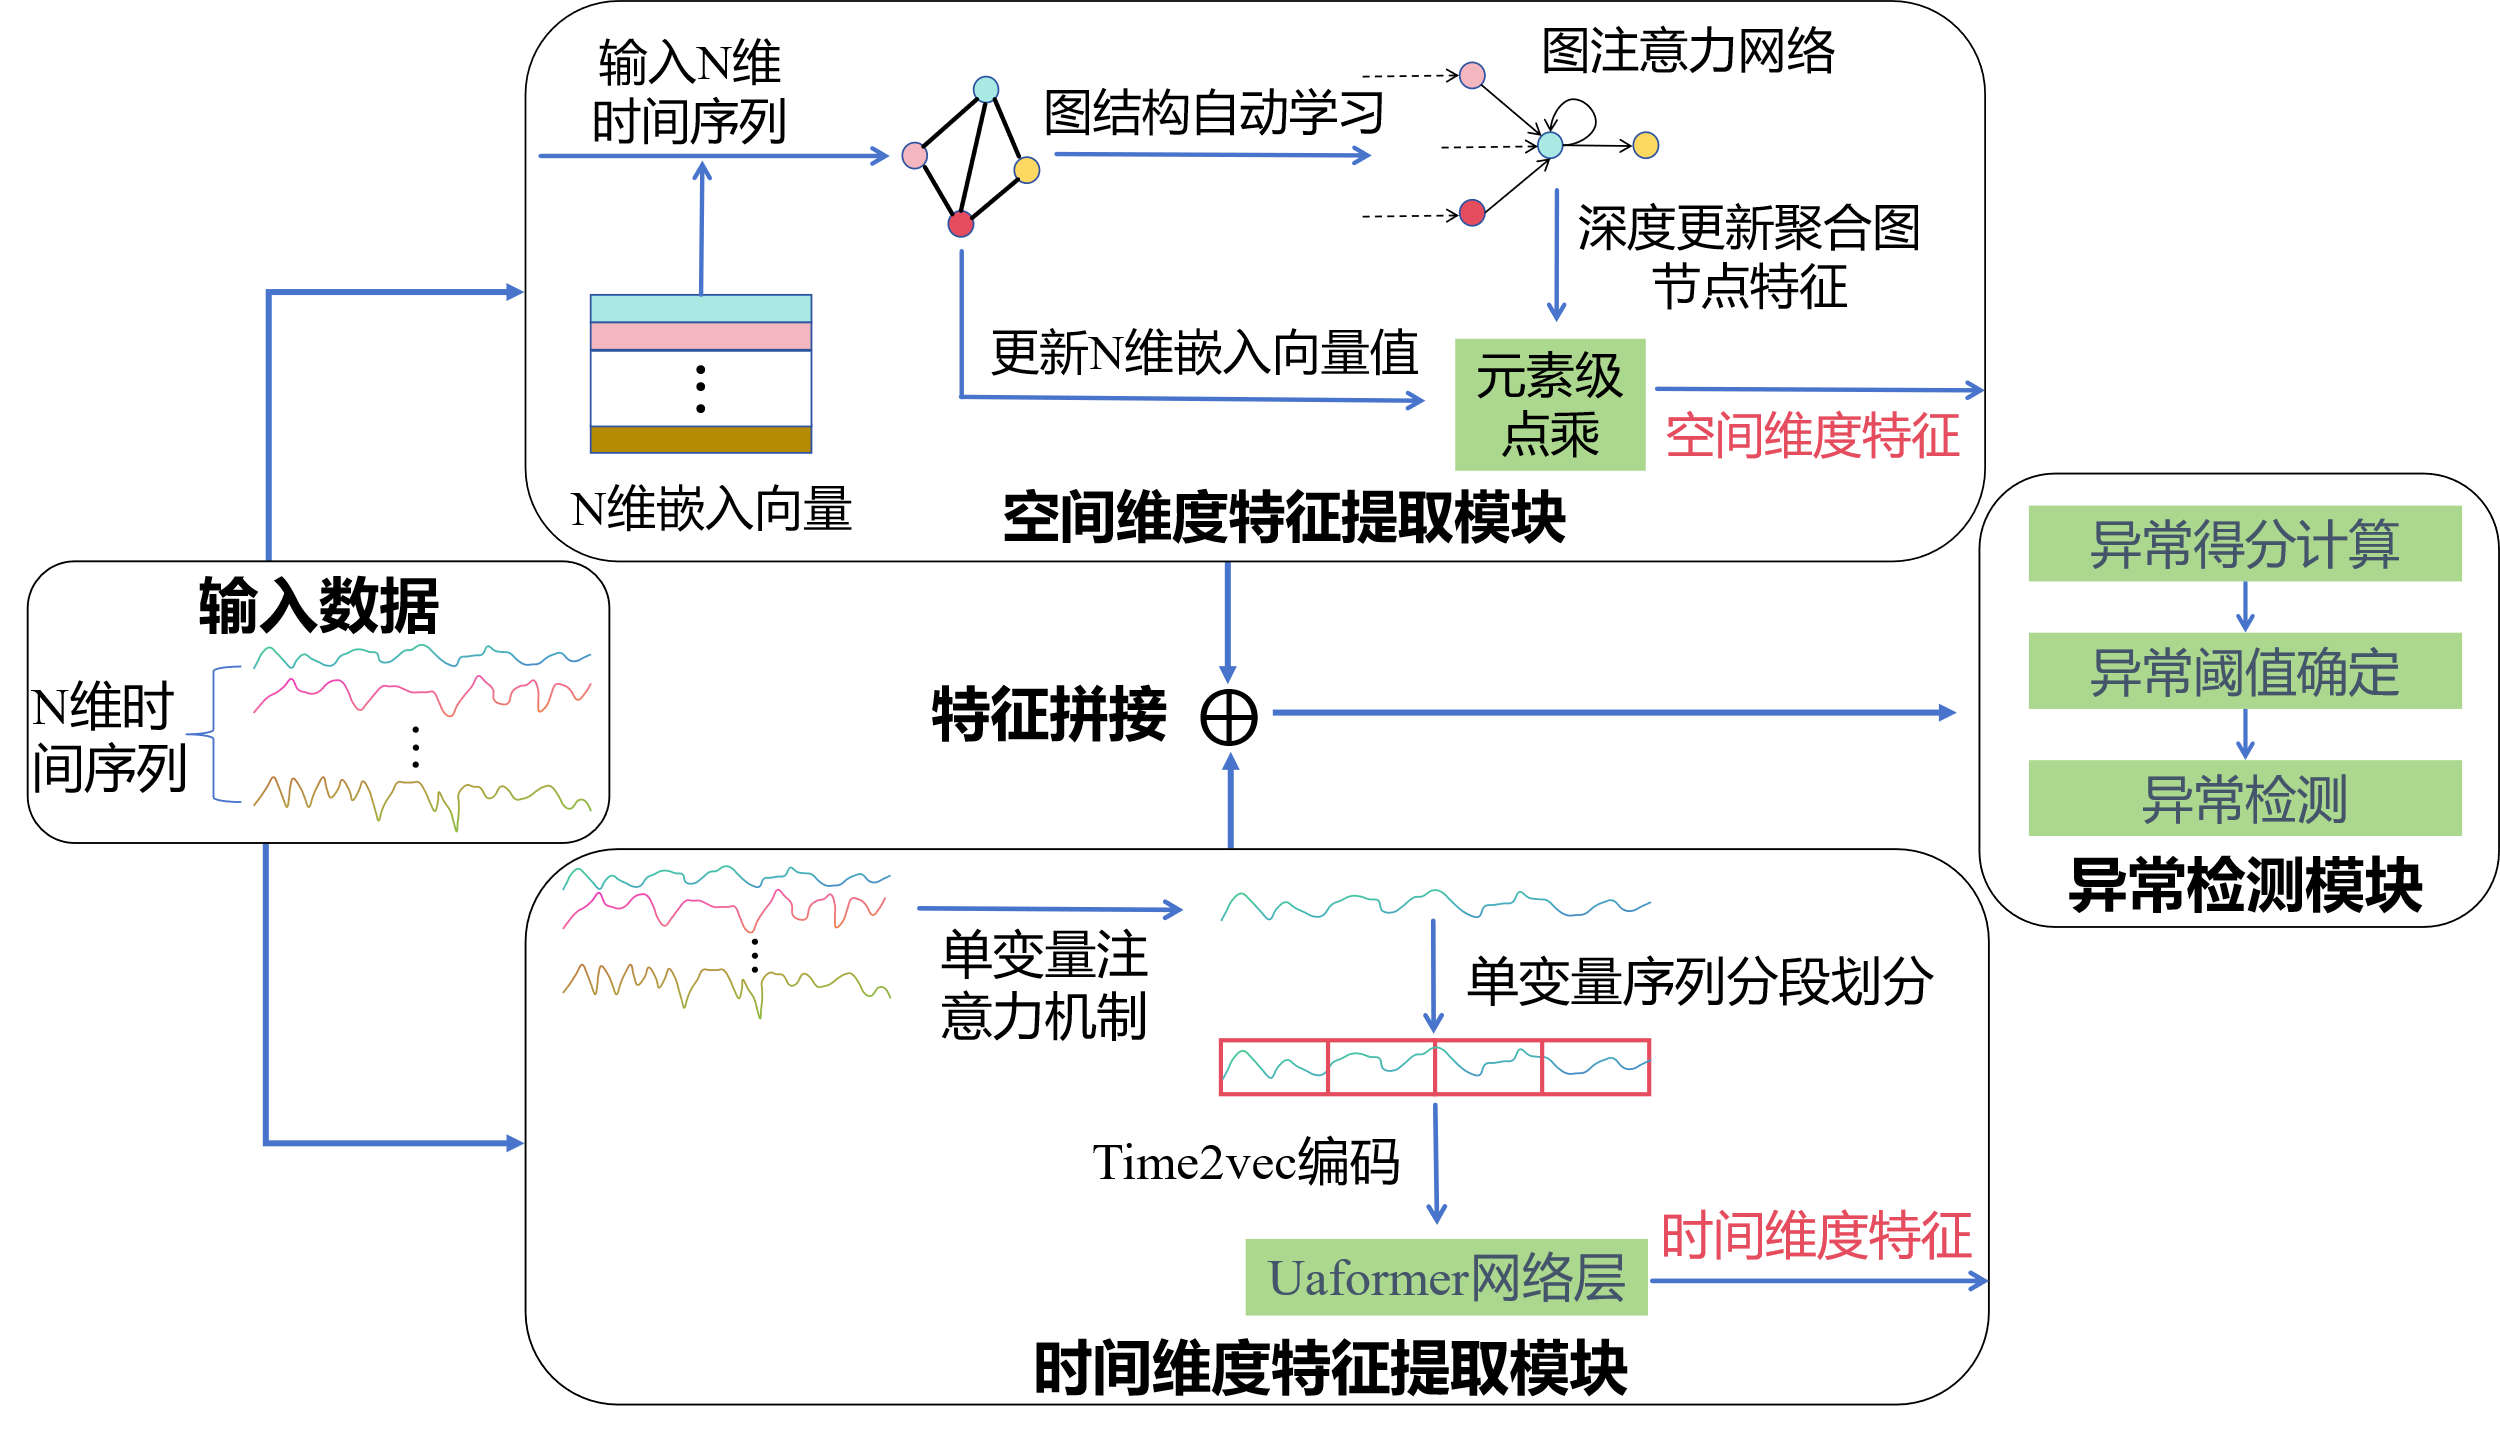 输入数据
N维时
间序列
输入N维
时间序列
N维嵌入向量
图结构自动学习
图注意力网络
深度更新聚合图
节点特征
更新N维嵌入向量值
元素级
点乘
空间维度特征
空间维度特征提取模块
特征拼接
单变量注
意力机制
单变量序列分段划分
Time2vec编码
Uaformer网络层
时间维度特征
时间维度特征提取模块
异常得分计算
异常阈值确定
异常检测
异常检测模块